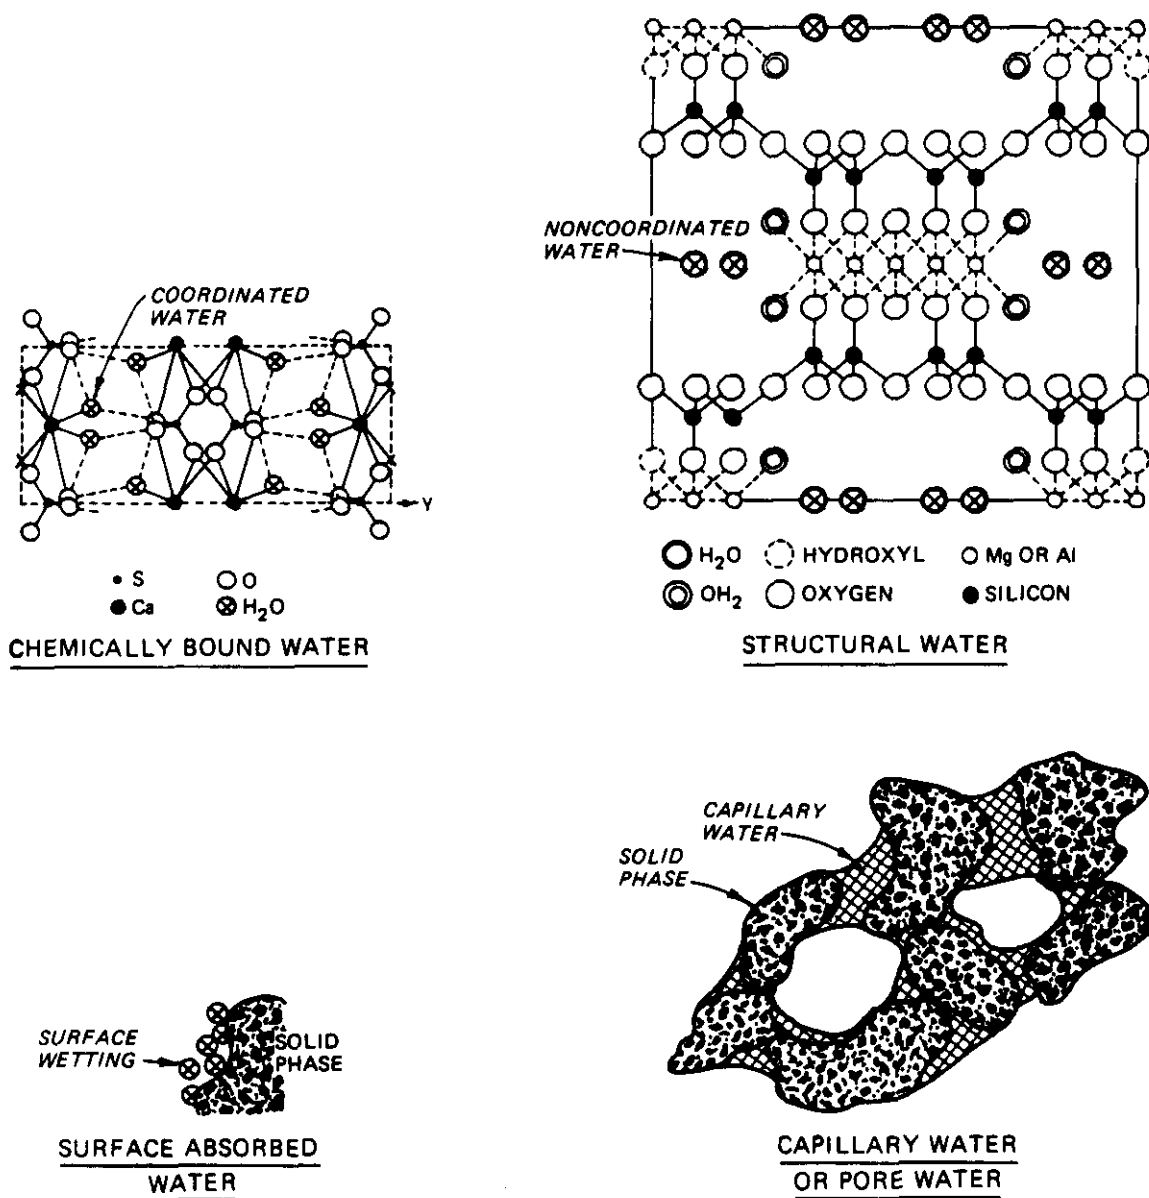 COORDINATED
WATER
Y
S
O
Ca
H2O
CHEMICALLY BOUND WATER
NONCOORDINATED
WATER
H2O
HYDROXYL
Mg OR Al
OH2
OXYGEN
SILICON
STRUCTURAL WATER
SURFACE
WETTING
SOLID
PHASE
SURFACE ABSORBED
WATER
CAPILLARY
WATER
SOLID
PHASE
CAPILLARY WATER
OR PORE WATER